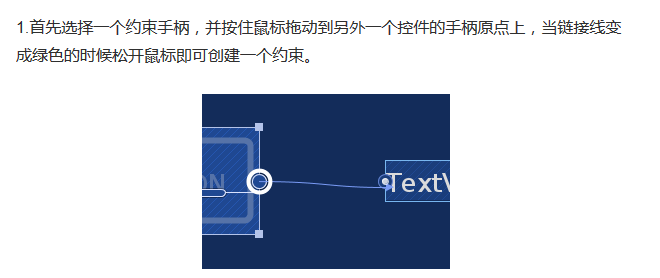 1.首先选择一个约束手柄，并按住鼠标拖动到另外一个控件的手柄原点上，当链接线变
成绿色的时候松开鼠标即可创建一个约束。
ON
TextV